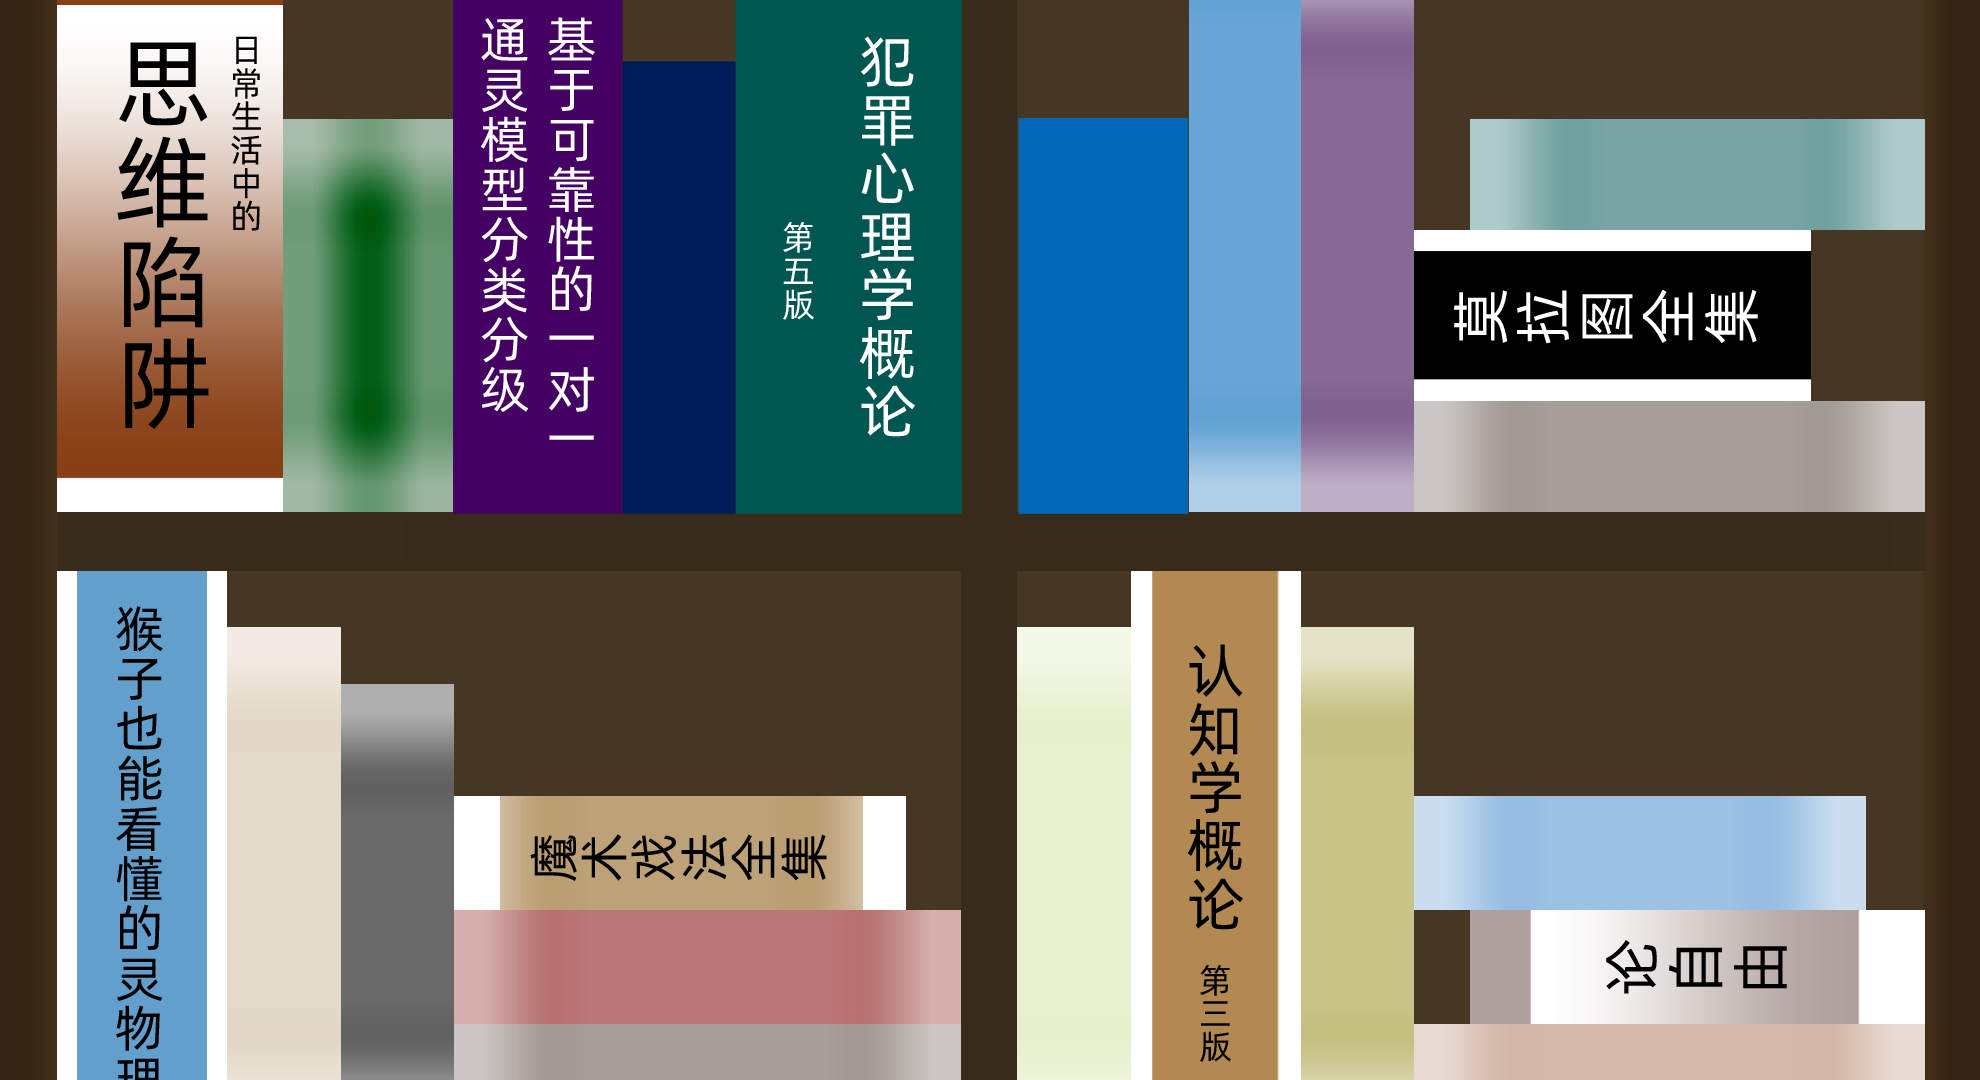 日常生活中的
思维陷阱
基于可靠性的一对一
通灵模型分类分级
犯罪心理学概论
第五版
莫拉图全集
猴子也能看懂的灵物理
魔术戏法全集
认知学概论
第三版
论自由